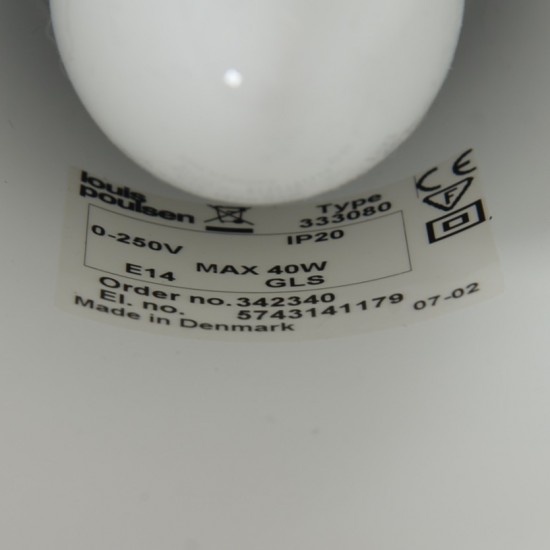 louis
poulsen
Type
333080
CE
F
0-250V IP20
E14 MAX 40W
GLS
Order no. 342340
El. no. 5743141179 07-02
Made in Denmark